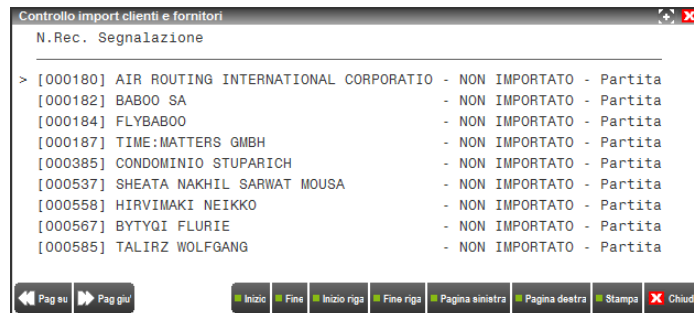 Controllo import clienti e fornitori
N.Rec. Segnalazione
> [000180] AIR ROUTING INTERNATIONAL CORPORATIO - NON IMPORTATO - Partita
[000182] BABOO SA - NON IMPORTATO - Partita
[000184] FLYBABOO - NON IMPORTATO - Partita
[000187] TIME:MATTERS GMBH - NON IMPORTATO - Partita
[000385] CONDOMINIO STUPARICH - NON IMPORTATO - Partita
[000537] SHEATA NAKHIL SARWAT MOUSA - NON IMPORTATO - Partita
[000558] HIRVIMAKI NEIKKO - NON IMPORTATO - Partita
[000567] BYTYQI FLURIE - NON IMPORTATO - Partita
[000585] TALIRZ WOLFGANG - NON IMPORTATO - Partita
Pag su Pag giu' Inizio Fine Inizio riga Fine riga Pagina sinistra Pagina destra Stampa X Chiud